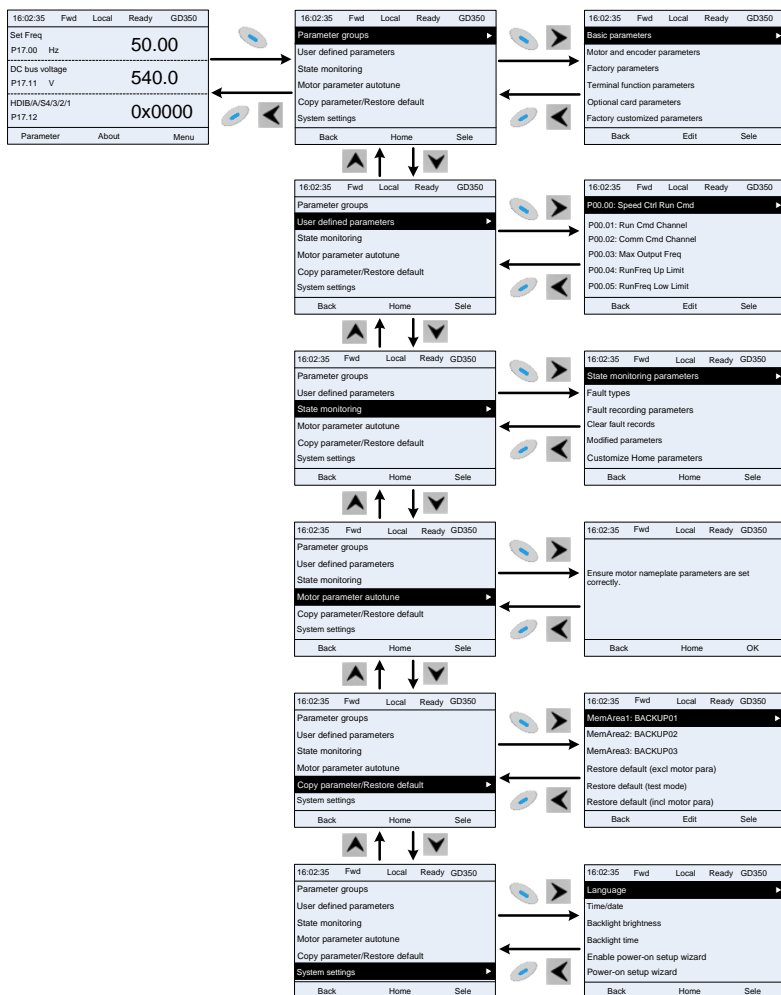 16:02:35 Fwd Local Ready GD350
Set Freq
P17.00 Hz 50.00
DC bus voltage
P17.11 V 540.0
HDIB/A/S4/3/2/1
P17.12 0x0000
Parameter About Menu
16:02:35 Fwd Local Ready GD350
Parameter groups
User defined parameters
State monitoring
Motor parameter autotune
Copy parameter/Restore default
System settings
Back Home Sele
16:02:35 Fwd Local Ready GD350
Basic parameters
Motor and encoder parameters
Factory parameters
Terminal function parameters
Optional card parameters
Factory customized parameters
Back Edit Sele
16:02:35 Fwd Local Ready GD350
Parameter groups
User defined parameters
State monitoring
Motor parameter autotune
Copy parameter/Restore default
System settings
Back Home Sele
16:02:35 Fwd Local Ready GD350
P00.00: Speed Ctrl Run Cmd
P00.01: Run Cmd Channel
P00.02: Comm Cmd Channel
P00.03: Max Output Freq
P00.04: RunFreq Up Limit
P00.05: RunFreq Low Limit
Back Edit Sele
16:02:35 Fwd Local Ready GD350
Parameter groups
User defined parameters
State monitoring
Motor parameter autotune
Copy parameter/Restore default
System settings
Back Home Sele
16:02:35 Fwd Local Ready GD350
State monitoring parameters
Fault types
Fault recording parameters
Clear fault records
Modified parameters
Customize Home parameters
Back Home Sele
16:02:35 Fwd Local Ready GD350
Parameter groups
User defined parameters
State monitoring
Motor parameter autotune
Copy parameter/Restore default
System settings
Back Home Sele
16:02:35 Fwd Local Ready GD350
Ensure motor nameplate parameters are set
correctly.
Back Home OK
16:02:35 Fwd Local Ready GD350
Parameter groups
User defined parameters
State monitoring
Motor parameter autotune
Copy parameter/Restore default
System settings
Back Home Sele
16:02:35 Fwd Local Ready GD350
MemArea1: BACKUP01
MemArea2: BACKUP02
MemArea3: BACKUP03
Restore default (excl motor para)
Restore default (test mode)
Restore default (incl motor para)
Back Edit Sele
16:02:35 Fwd Local Ready GD350
Parameter groups
User defined parameters
State monitoring
Motor parameter autotune
Copy parameter/Restore default
System settings
Back Home Sele
16:02:35 Fwd Local Ready GD350
Language
Time/date
Backlight brightness
Backlight time
Enable power-on setup wizard
Power-on setup wizard
Back Home Sele